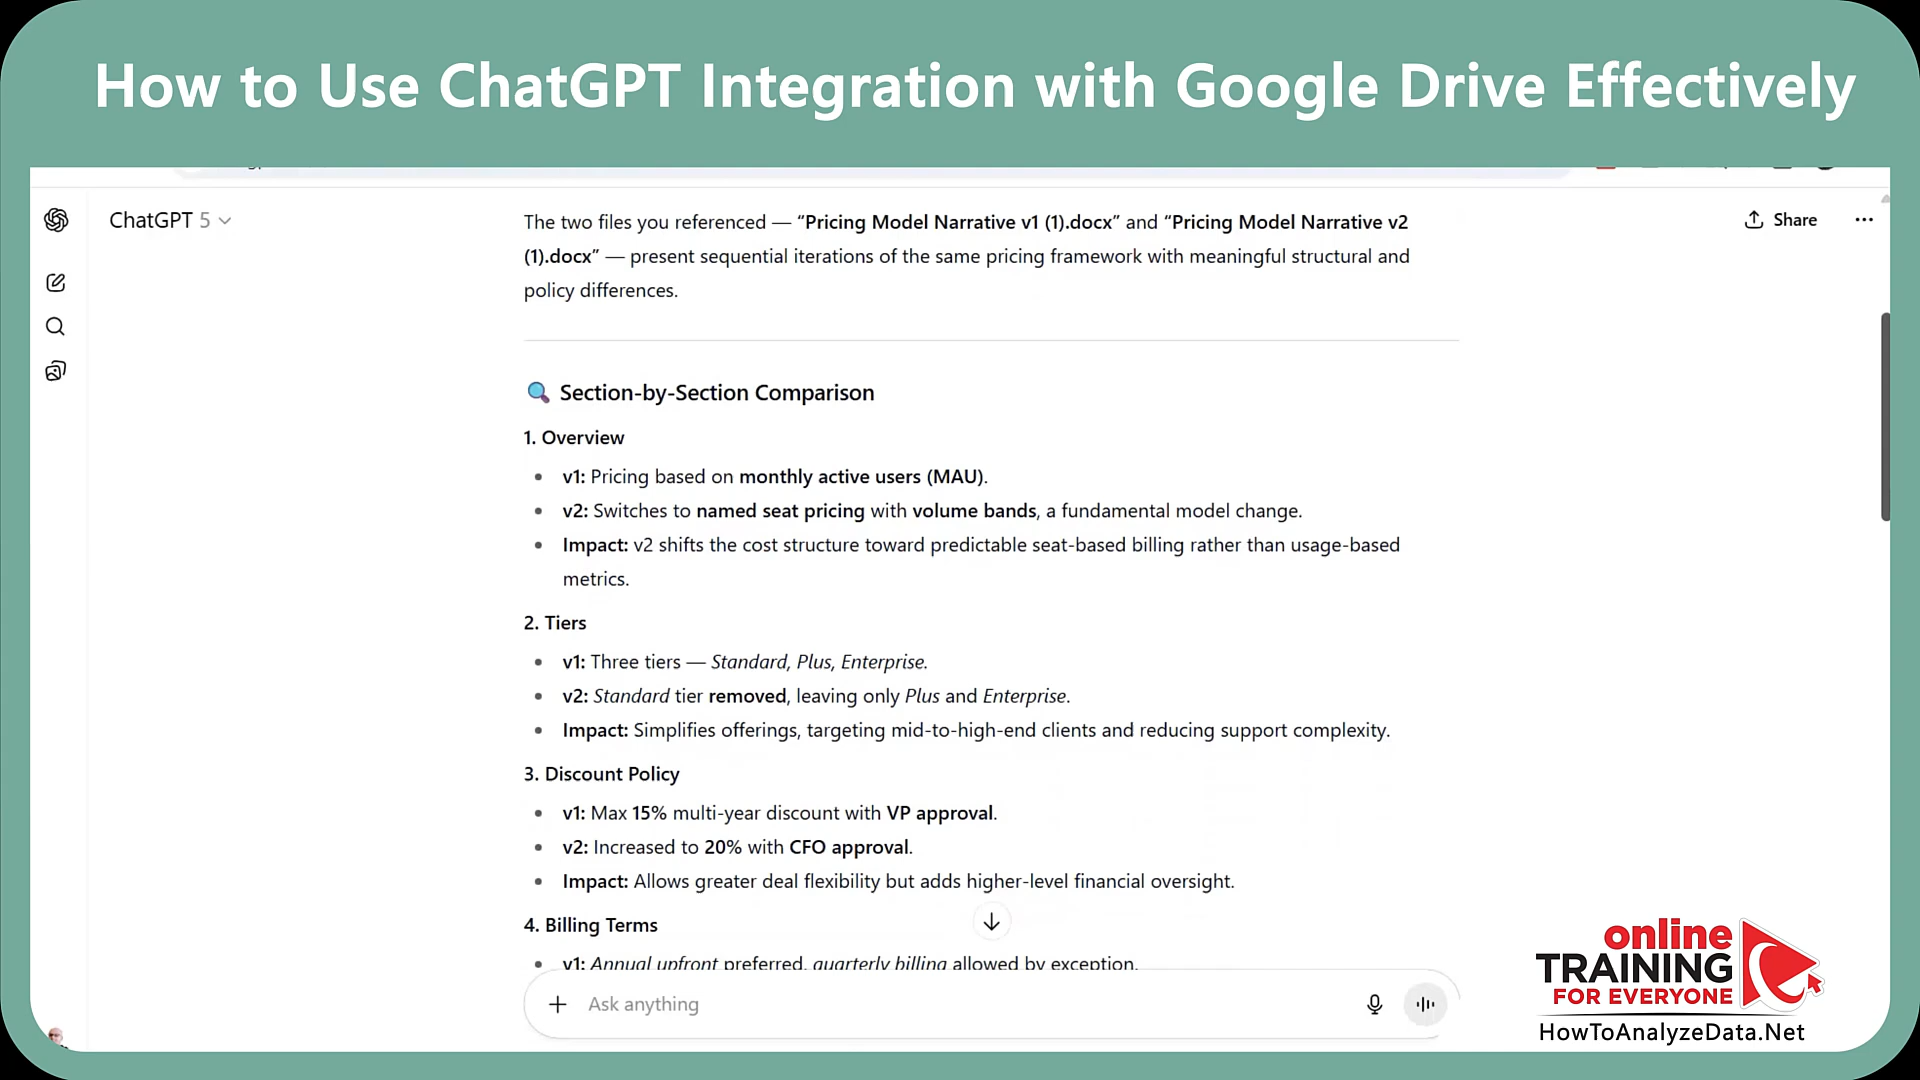 How to Use ChatGPT Integration with Google Drive Effectively
ChatGPT 5
Share
The two files you referenced — “Pricing Model Narrative v1 (1).docx” and “Pricing Model Narrative v2
(1).docx” — present sequential iterations of the same pricing framework with meaningful structural and
policy differences.
Section-by-Section Comparison
1. Overview
• v1: Pricing based on monthly active users (MAU).
• v2: Switches to named seat pricing with volume bands, a fundamental model change.
• Impact: v2 shifts the cost structure toward predictable seat-based billing rather than usage-based
metrics.
2. Tiers
• v1: Three tiers — Standard, Plus, Enterprise.
• v2: Standard tier removed, leaving only Plus and Enterprise.
• Impact: Simplifies offerings, targeting mid-to-high-end clients and reducing support complexity.
3. Discount Policy
• v1: Max 15% multi-year discount with VP approval.
• v2: Increased to 20% with CFO approval.
• Impact: Allows greater deal flexibility but adds higher-level financial oversight.
4. Billing Terms
• v1: Annual upfront preferred, quarterly billing allowed by exception.
Ask anything
online
TRAINING
FOR EVERYONE
HowToAnalyzeData.Net